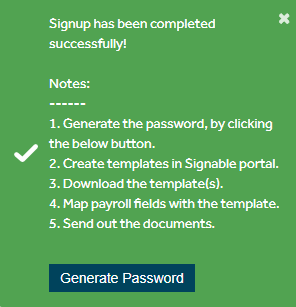 Signup has been completed
successfully!
Notes:
------
1. Generate the password, by clicking
the below button.
2. Create templates in Signable portal.
3. Download the template(s).
4. Map payroll fields with the template.
5. Send out the documents.
Generate Password